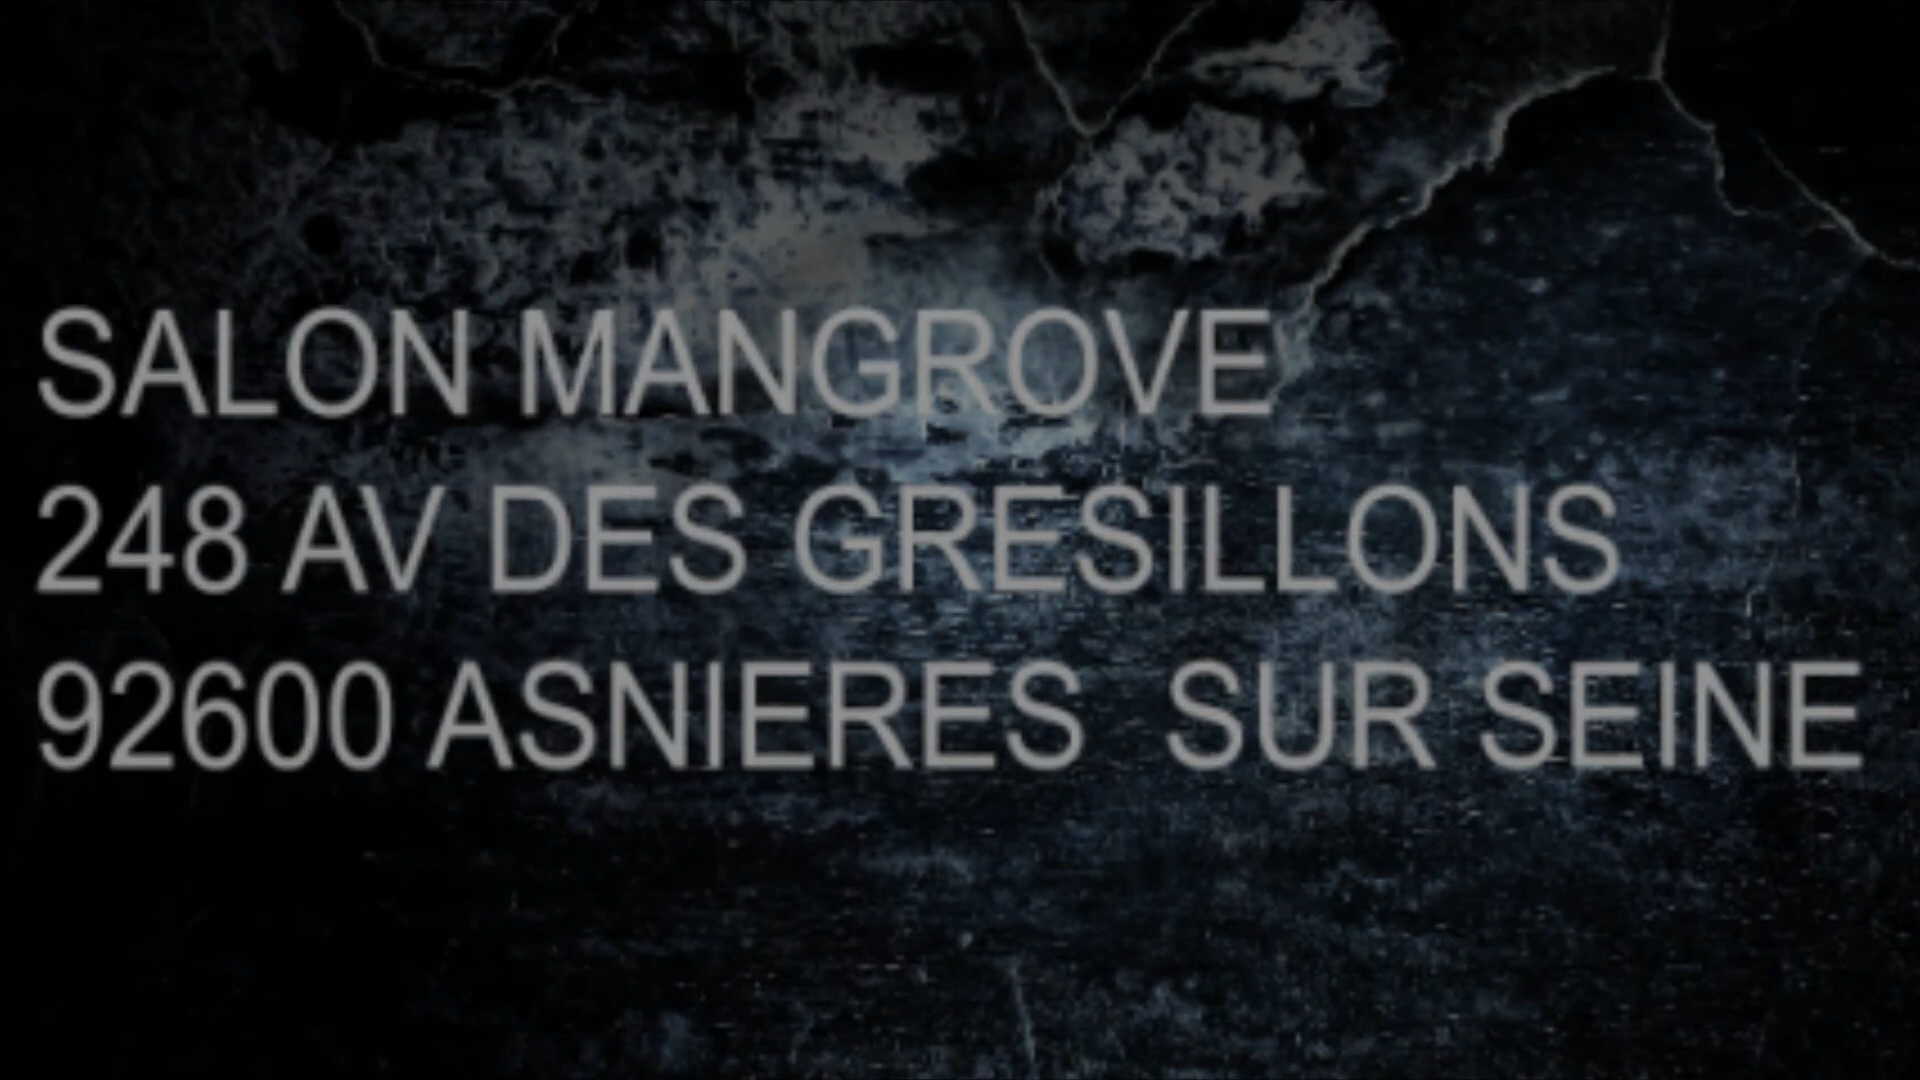 SALON MANGROVE
248 AV DES GRESILLONS
92600 ASNIERES  SUR SEINE